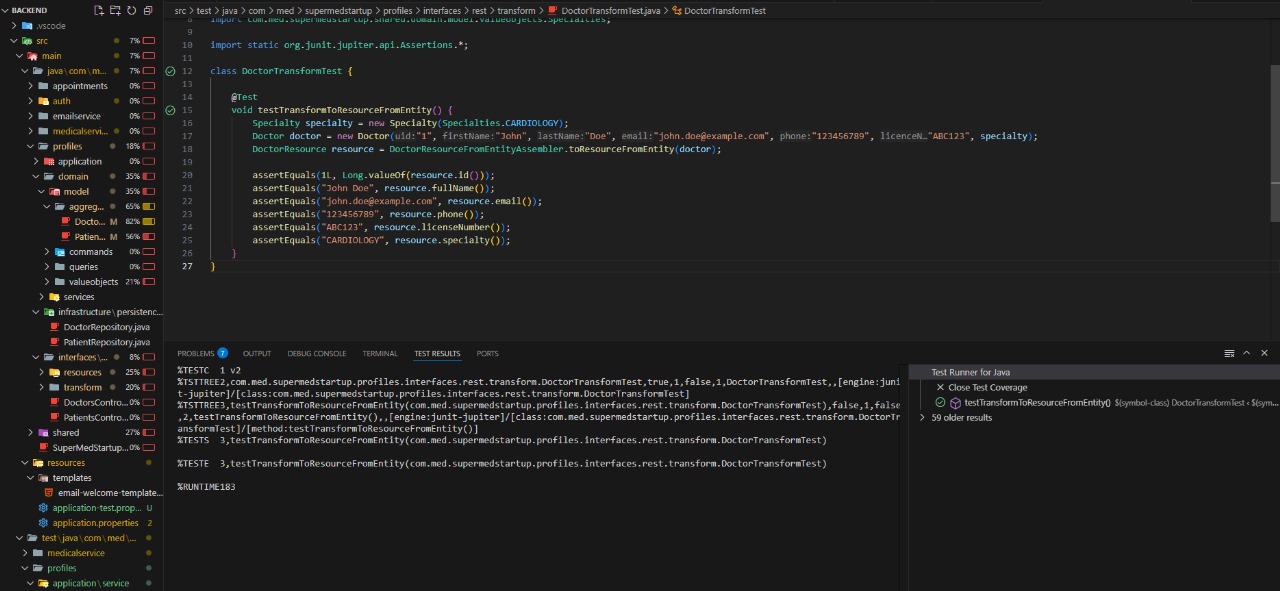 BACKEND
.vscode
src 7%
main 7%
java\com\m... 7%
appointments 0%
auth 0%
emailservice 0%
medicalservi... 0%
profiles 18%
application 0%
domain 35%
model 35%
aggreg... 65%
Docto... M 82%
Patien... M 56%
commands 0%
queries 0%
valueobjects 21%
services
infrastructure\persistenc...
DoctorRepository.java
PatientRepository.java
interfaces\... 8%
resources 25%
transform 20%
DoctorsContro... 0%
PatientsContro... 0%
shared 27%
SuperMedStartup... 0%
resources
templates
email-welcome-template...
application-test.prop... U
application.properties 2
test\java\com\med\...
medicalservice
profiles
application\service
src > test > java > com > med > supermedstartup > profiles > interfaces > rest > transform > DoctorTransformTest.java > DoctorTransformTest
8 import com.med.supermedstartup.shared.domain.model.valueobjects.Specialties;
9
10 import static org.junit.jupiter.api.Assertions.*;
11
12 class DoctorTransformTest {
13
14 @Test
15 void testTransformToResourceFromEntity() {
16 Specialty specialty = new Specialty(Specialties.CARDIOLOGY);
17 Doctor doctor = new Doctor(uid:"1", firstName:"John", lastName:"Doe", email:"john.doe@example.com", phone:"123456789", licenceN…"ABC123", specialty);
18 DoctorResource resource = DoctorResourceFromEntityAssembler.toResourceFromEntity(doctor);
19
20 assertEquals(1L, Long.valueOf(resource.id()));
21 assertEquals("John Doe", resource.fullName());
22 assertEquals("john.doe@example.com", resource.email());
23 assertEquals("123456789", resource.phone());
24 assertEquals("ABC123", resource.licenseNumber());
25 assertEquals("CARDIOLOGY", resource.specialty());
26 }
27 }
PROBLEMS 7 OUTPUT DEBUG CONSOLE TERMINAL TEST RESULTS PORTS
%TESTC 1 v2
%TSTTREE2,com.med.supermedstartup.profiles.interfaces.rest.transform.DoctorTransformTest,true,1,false,1,DoctorTransformTest,,[engine:juni
t-jupiter]/[class:com.med.supermedstartup.profiles.interfaces.rest.transform.DoctorTransformTest]
%TSTTREE3,testTransformToResourceFromEntity(com.med.supermedstartup.profiles.interfaces.rest.transform.DoctorTransformTest),false,1,false
,2,testTransformToResourceFromEntity(),,[engine:junit-jupiter]/[class:com.med.supermedstartup.profiles.interfaces.rest.transform.DoctorTr
ansformTest]/[method:testTransformToResourceFromEntity()]
%TESTS 3,testTransformToResourceFromEntity(com.med.supermedstartup.profiles.interfaces.rest.transform.DoctorTransformTest)
%TESTE 3,testTransformToResourceFromEntity(com.med.supermedstartup.profiles.interfaces.rest.transform.DoctorTransformTest)
%RUNTIME183
Test Runner for Java
Close Test Coverage
testTransformToResourceFromEntity() $(symbol-class) DoctorTransformTest < $(sym...
59 older results